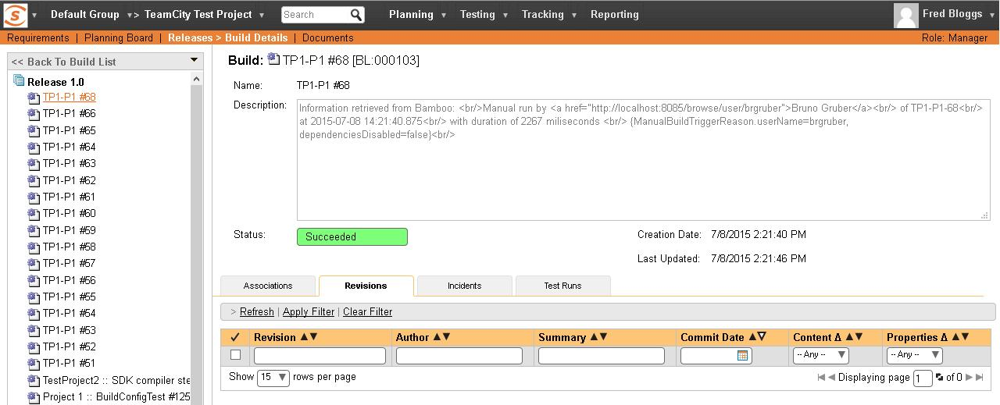 Default Group > TeamCity Test Project Search Planning Testing Tracking Reporting Fred Bloggs
Requirements | Planning Board | Releases > Build Details | Documents Role: Manager
<< Back To Build List
Release 1.0
TP1-P1 #68
TP1-P1 #66
TP1-P1 #65
TP1-P1 #64
TP1-P1 #63
TP1-P1 #62
TP1-P1 #61
TP1-P1 #60
TP1-P1 #59
TP1-P1 #58
TP1-P1 #57
TP1-P1 #56
TP1-P1 #55
TP1-P1 #54
TP1-P1 #53
TP1-P1 #52
TP1-P1 #51
TestProject2 :: SDK compiler ste
Project 1 :: BuildConfigTest #125
Build: TP1-P1 #68 [BL:000103]
Name: TP1-P1 #68
Description: Information retrieved from Bamboo: <br/>Manual run by <a href="http://localhost:8085/browse/user/brgruber">Bruno Gruber</a><br/> of TP1-P1-68<br/>
at 2015-07-08 14:21:40.875<br/> with duration of 2267 miliseconds <br/> {ManualBuildTriggerReason.userName=brgruber,
dependenciesDisabled=false}<br/>
Status: Succeeded Creation Date: 7/8/2015 2:21:40 PM
Last Updated: 7/8/2015 2:21:46 PM
Associations Revisions Incidents Test Runs
> Refresh | Apply Filter | Clear Filter
Revision Author Summary Commit Date Content Δ Properties Δ
-- Any -- -- Any --
Show 15 rows per page Displaying page 1 of 0